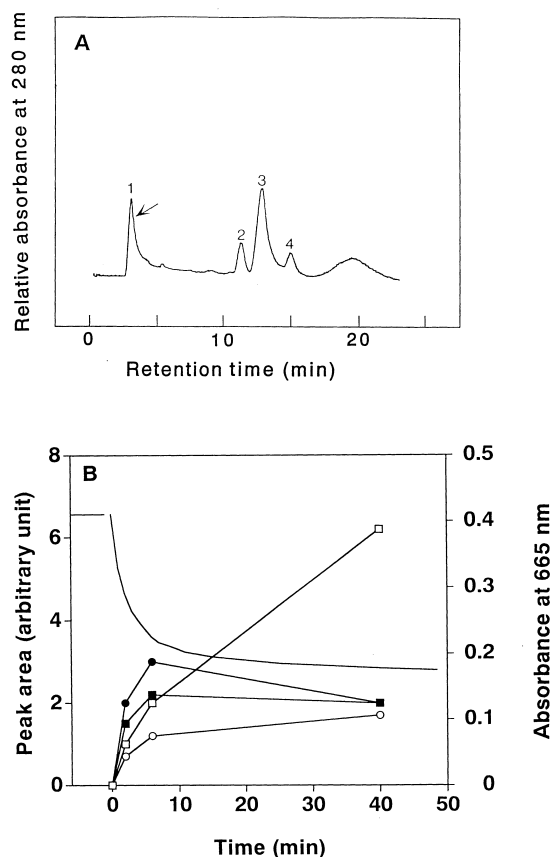 A
Relative absorbance at 280 nm
1
2
3
4
0
10
20
Retention time (min)
B
8
6
4
2
0
Peak area (arbitrary unit)
0.5
0.4
0.3
0.2
0.1
0
Absorbance at 665 nm
0 10 20 30 40 50
Time (min)